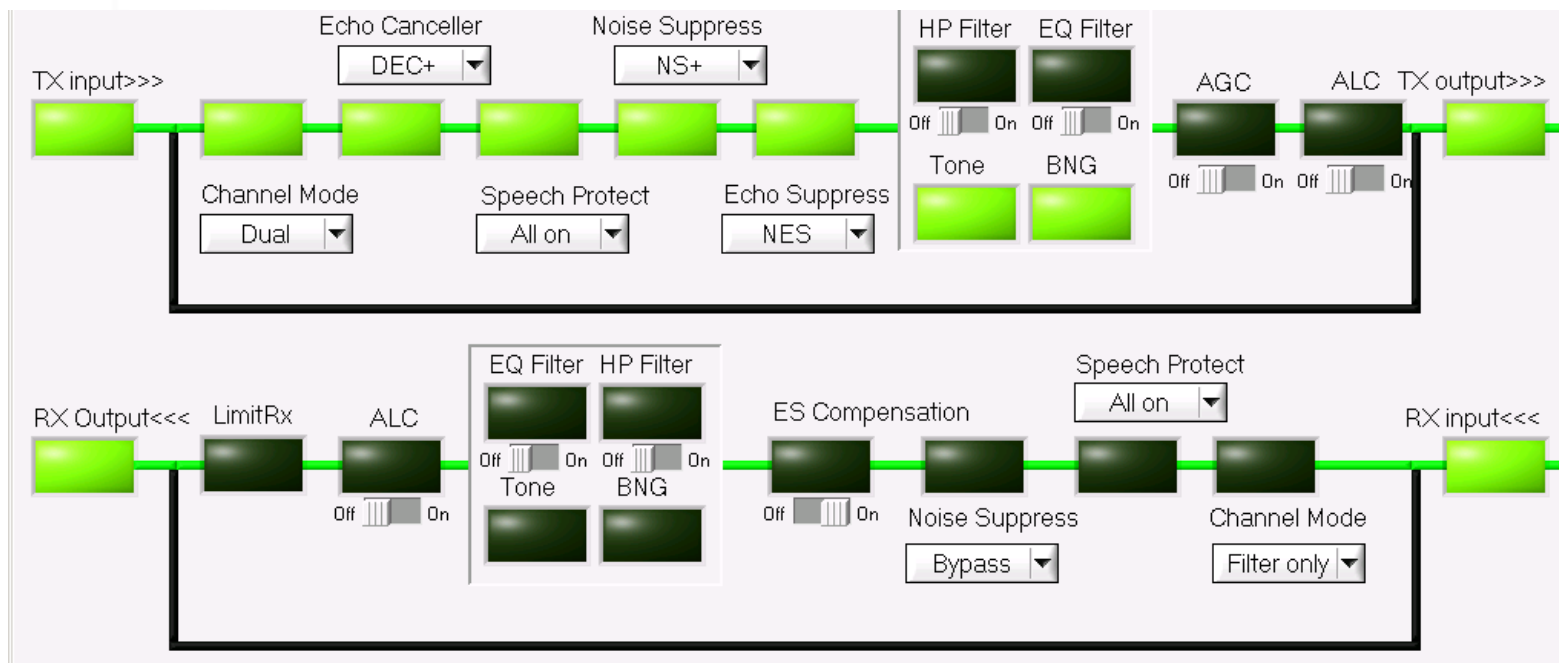 Echo Canceller
Noise Suppress
HP Filter
EQ Filter
DEC+
NS+
TX input>>>
AGC
ALC
TX output>>>
Off On
Off On
Tone
BNG
Off On
Off On
Channel Mode
Speech Protect
Echo Suppress
Dual
All on
NES
EQ Filter
HP Filter
Speech Protect
All on
RX Output<<<
LimitRx
ALC
ES Compensation
RX input<<<
Off On
Off On
Tone
BNG
Off On
Off On
Noise Suppress
Channel Mode
Bypass
Filter only